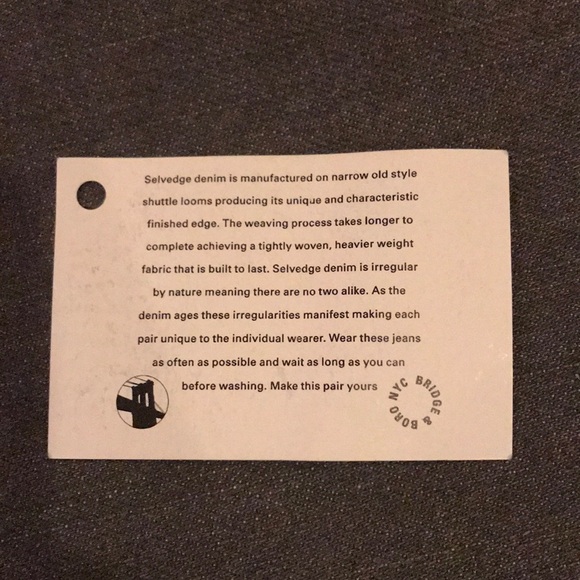 Selvedge denim is manufactured on narrow old style
shuttle looms producing its unique and characteristic
finished edge. The weaving process takes longer to
complete achieving a tightly woven, heavier weight
fabric that is built to last. Selvedge denim is irregular
by nature meaning there are no two alike. As the
denim ages these irregularities manifest making each
pair unique to the individual wearer. Wear these jeans
as often as possible and wait as long as you can
before washing. Make this pair yours
BRIDGE & BORO NYC